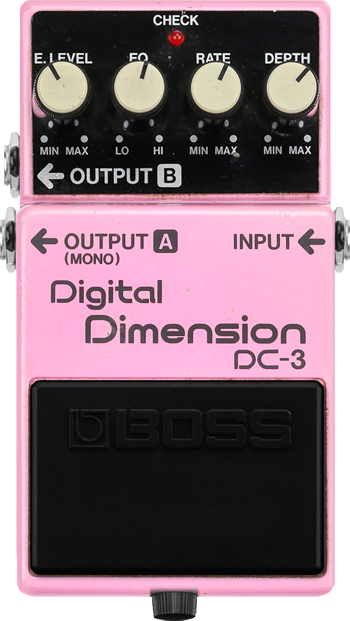 CHECK
E. LEVEL EQ RATE DEPTH
MIN MAX LO HI MIN MAX MIN MAX
OUTPUT B
OUTPUT A INPUT
(MONO)
Digital
Dimension
DC-3
BOSS